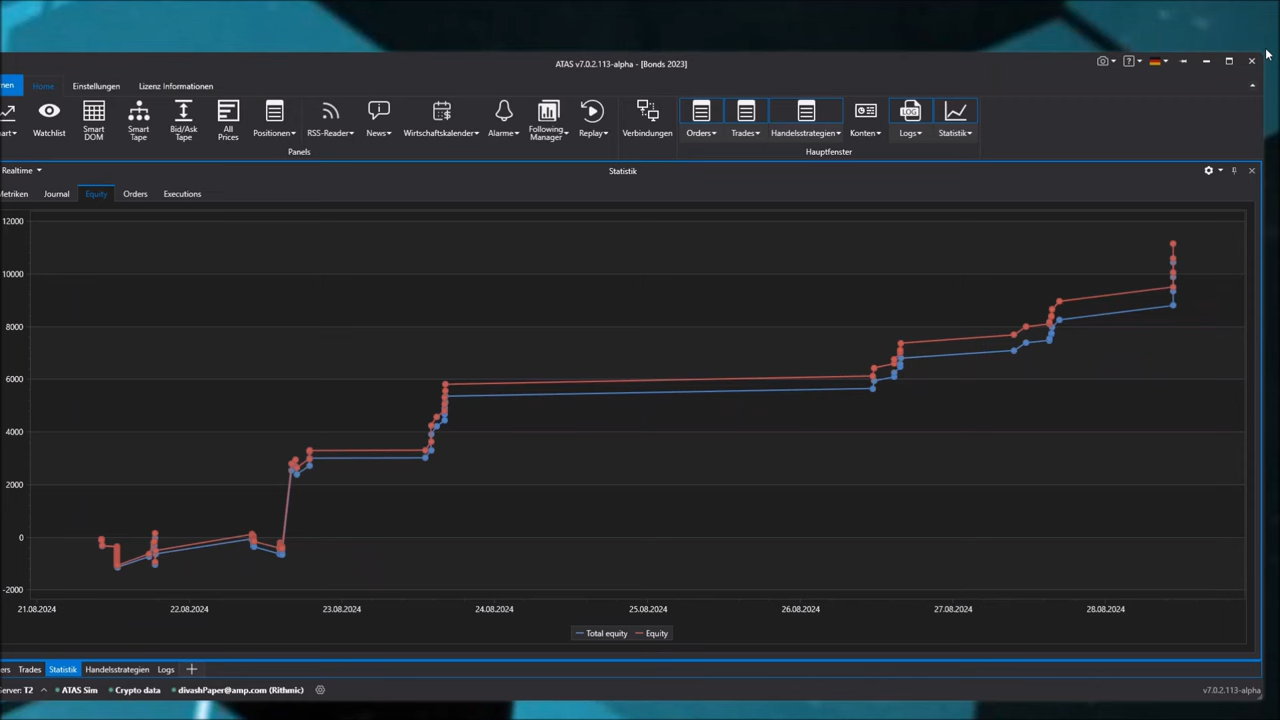 ATAS v7.0.2.113-alpha - [Bonds 2023]
Home Einstellungen Lizenz Informationen
Watchlist
Smart DOM
Smart Tape
Bid/Ask Tape
All Prices
Positionen
RSS-Reader
News
Wirtschaftskalender
Alarme
Following Manager
Replay
Verbindungen
Orders
Trades
Handelsstrategien
Konten
LOG
Logs
Statistik
Panels
Hauptfenster
Realtime
Statistik
Metriken Journal Equity Orders Executions
12000
10000
8000
6000
4000
2000
0
-2000
21.08.2024 22.08.2024 23.08.2024 24.08.2024 25.08.2024 26.08.2024 27.08.2024 28.08.2024
Total equity Equity
Trades Statistik Handelsstrategien Logs
Server: T2 ATAS Sim Crypto data divashPaper@amp.com (Rithmic) v7.0.2.113-alpha